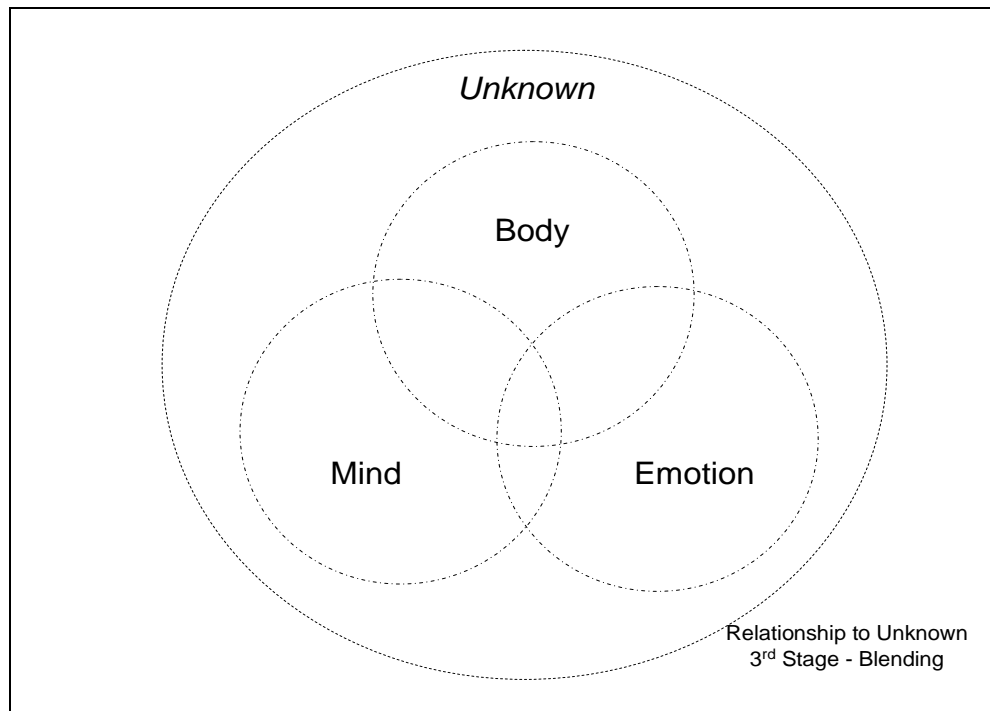 Unknown
Body
Mind
Emotion
Relationship to Unknown
3rd Stage - Blending